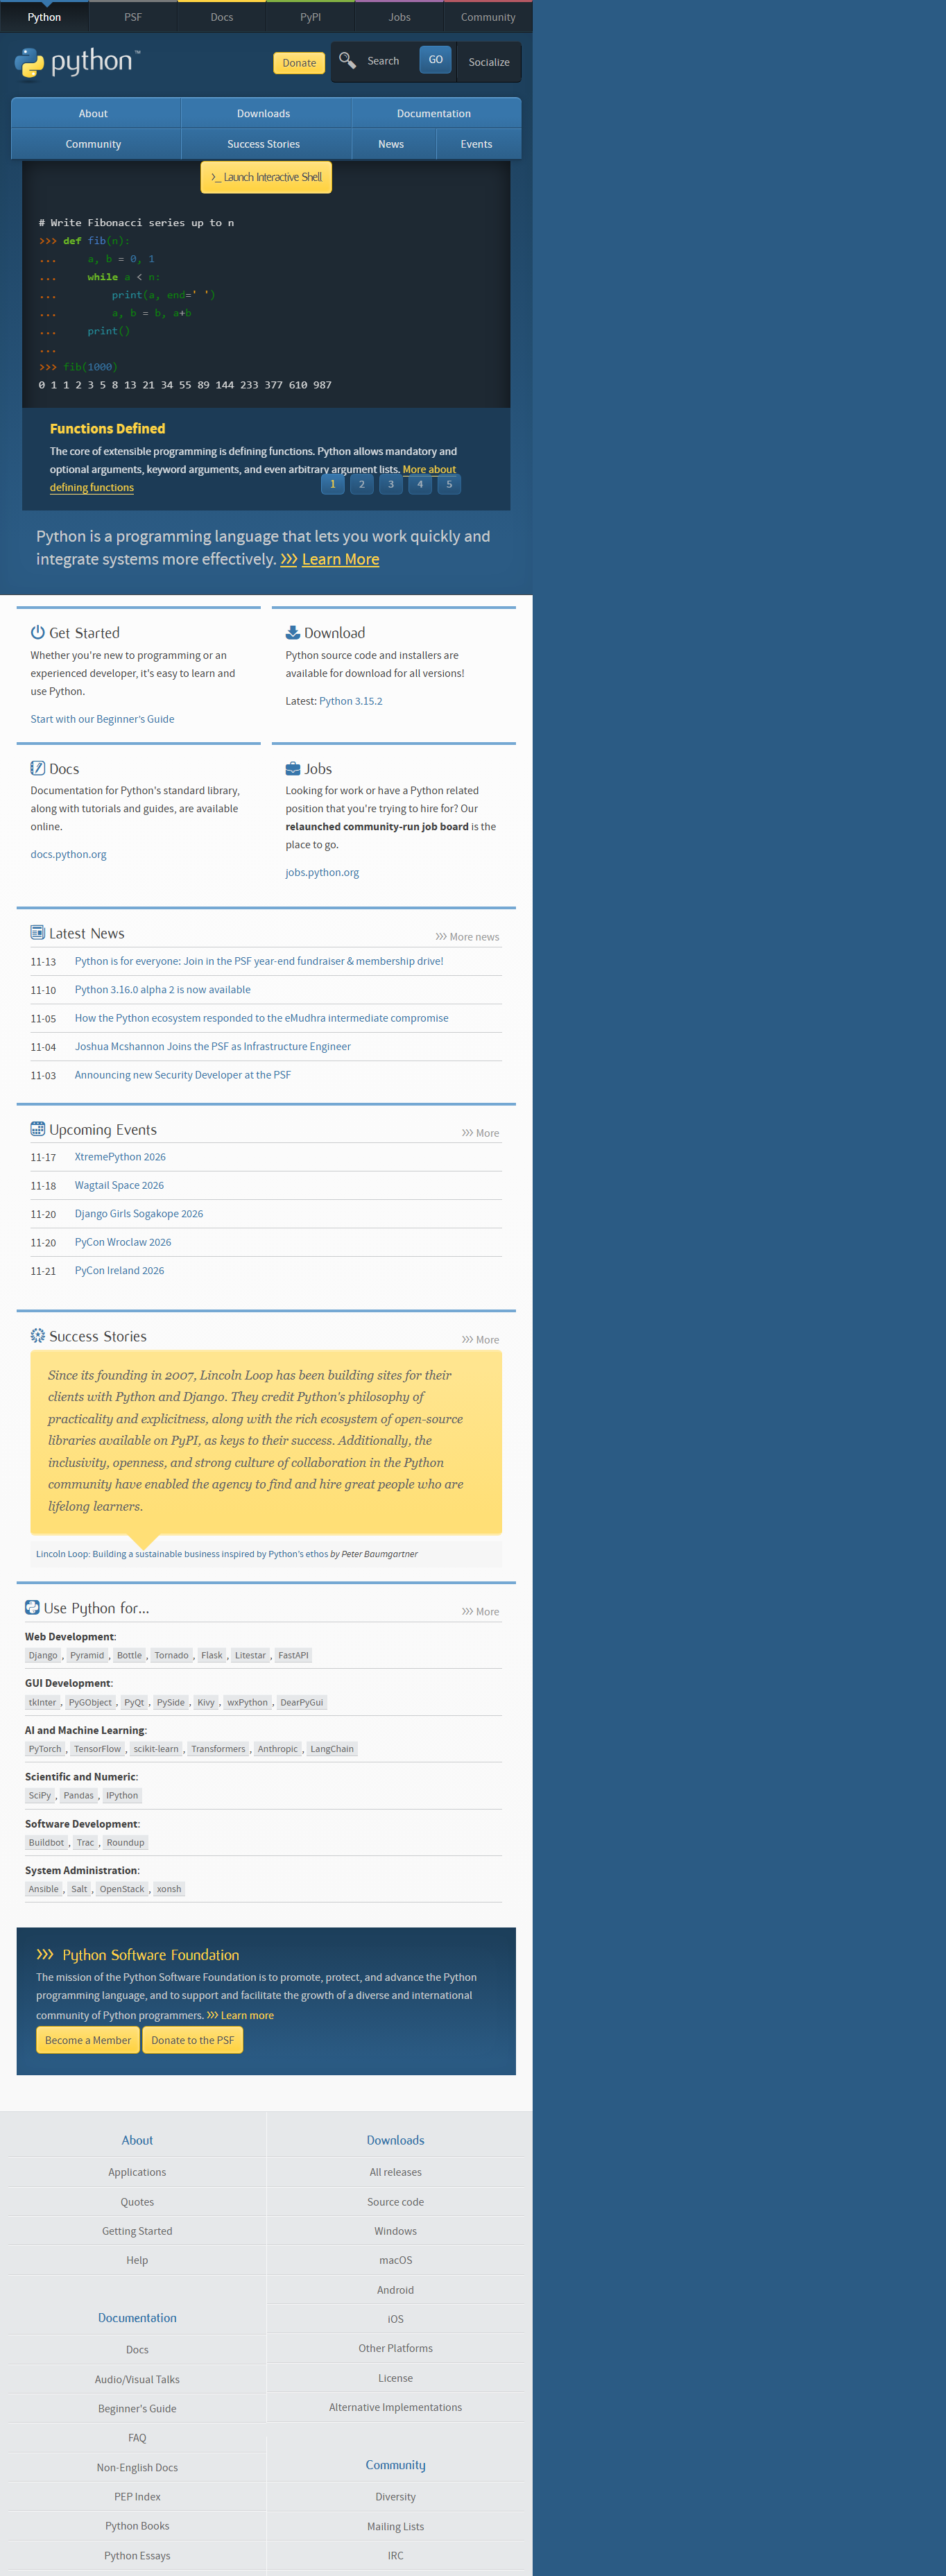 Python PSF Docs PyPI Jobs Community
python™ Donate Search GO Socialize
About Downloads Documentation
Community Success Stories News Events
>_ Launch Interactive Shell
# Write Fibonacci series up to n
>>> def fib(n):
...     a, b = 0, 1
...     while a < n:
...         print(a, end=' ')
...         a, b = b, a+b
...     print()
...
>>> fib(1000)
0 1 1 2 3 5 8 13 21 34 55 89 144 233 377 610 987
Functions Defined
The core of extensible programming is defining functions. Python allows mandatory and
optional arguments, keyword arguments, and even arbitrary argument lists. More about
defining functions
1 2 3 4 5
Python is a programming language that lets you work quickly and
integrate systems more effectively. >>> Learn More
Get Started
Whether you're new to programming or an
experienced developer, it's easy to learn and
use Python.
Start with our Beginner's Guide
Download
Python source code and installers are
available for download for all versions!
Latest: Python 3.15.2
Docs
Documentation for Python's standard library,
along with tutorials and guides, are available
online.
docs.python.org
Jobs
Looking for work or have a Python related
position that you're trying to hire for? Our
relaunched community-run job board is the
place to go.
jobs.python.org
Latest News
>>> More news
11-13 Python is for everyone: Join in the PSF year-end fundraiser & membership drive!
11-10 Python 3.16.0 alpha 2 is now available
11-05 How the Python ecosystem responded to the eMudhra intermediate compromise
11-04 Joshua Mcshannon Joins the PSF as Infrastructure Engineer
11-03 Announcing new Security Developer at the PSF
Upcoming Events
>>> More
11-17 XtremePython 2026
11-18 Wagtail Space 2026
11-20 Django Girls Sogakope 2026
11-20 PyCon Wroclaw 2026
11-21 PyCon Ireland 2026
Success Stories
>>> More
Since its founding in 2007, Lincoln Loop has been building sites for their
clients with Python and Django. They credit Python's philosophy of
practicality and explicitness, along with the rich ecosystem of open-source
libraries available on PyPI, as keys to their success. Additionally, the
inclusivity, openness, and strong culture of collaboration in the Python
community have enabled the agency to find and hire great people who are
lifelong learners.
Lincoln Loop: Building a sustainable business inspired by Python's ethos by Peter Baumgartner
Use Python for...
>>> More
Web Development:
Django , Pyramid , Bottle , Tornado , Flask , Litestar , FastAPI
GUI Development:
tkInter , PyGObject , PyQt , PySide , Kivy , wxPython , DearPyGui
AI and Machine Learning:
PyTorch , TensorFlow , scikit-learn , Transformers , Anthropic , LangChain
Scientific and Numeric:
SciPy , Pandas , IPython
Software Development:
Buildbot , Trac , Roundup
System Administration:
Ansible , Salt , OpenStack , xonsh
>>> Python Software Foundation
The mission of the Python Software Foundation is to promote, protect, and advance the Python
programming language, and to support and facilitate the growth of a diverse and international
community of Python programmers. >>> Learn more
Become a Member Donate to the PSF
About
Applications
Quotes
Getting Started
Help
Documentation
Docs
Audio/Visual Talks
Beginner's Guide
FAQ
Non-English Docs
PEP Index
Python Books
Python Essays
Downloads
All releases
Source code
Windows
macOS
Android
iOS
Other Platforms
License
Alternative Implementations
Community
Diversity
Mailing Lists
IRC